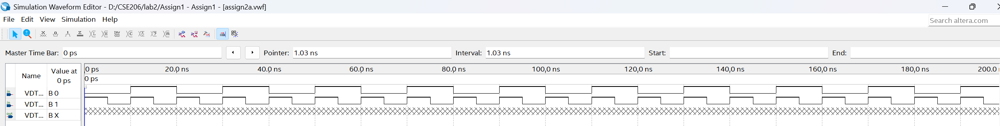 Simulation Waveform Editor - D:/CSE206/lab2/Assign1 - Assign1 - [assign2a.vwf]
File Edit View Simulation Help
Search altera.com
Master Time Bar: 0 ps Pointer: 1.03 ns Interval: 1.03 ns Start: End:
Name Value at 0 ps
0 ps 20.0 ns 40.0 ns 60.0 ns 80.0 ns 100.0 ns 120.0 ns 140.0 ns 160.0 ns 180.0 ns 200.0
0 ps
in VDT... B 0
in VDT... B 1
out VDT... B X